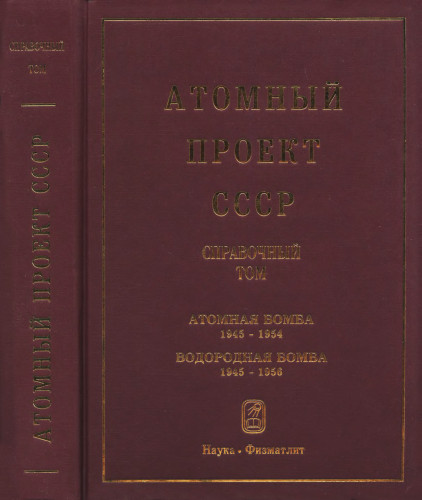 СПРАВОЧНЫЙ
ТОМ
АТОМНЫЙ ПРОЕКТ СССР
АТОМНЫЙ
ПРОЕКТ
СССР
СПРАВОЧНЫЙ
ТОМ
АТОМНАЯ БОМБА
1945 - 1954
ВОДОРОДНАЯ БОМБА
1945 - 1956
Наука • Физматлит